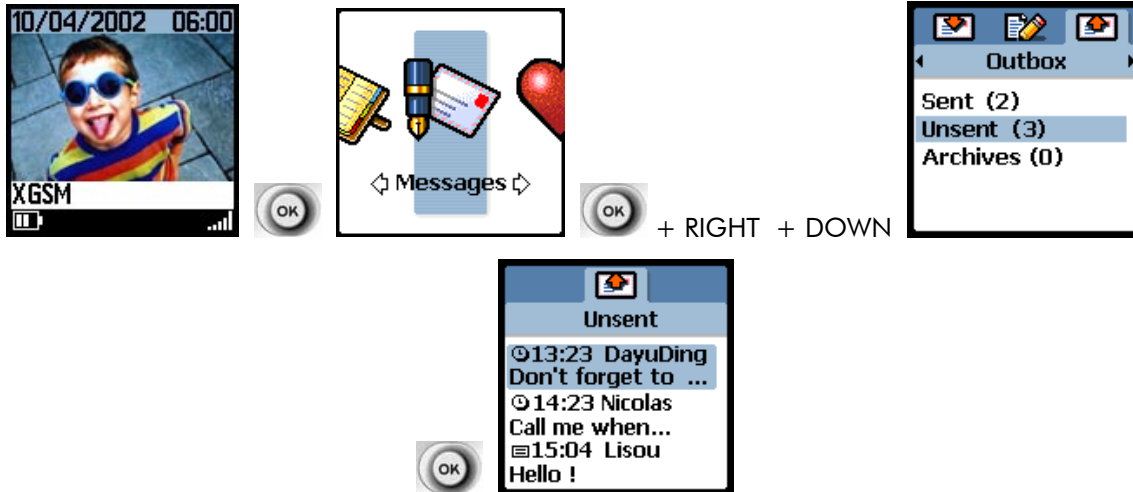 10/04/2002 06:00
XGSM
OK
Messages
OK
+ RIGHT + DOWN
Outbox
Sent (2)
Unsent (3)
Archives (0)
OK
Unsent
13:23 DayuDing
Don't forget to ...
14:23 Nicolas
Call me when...
15:04 Lisou
Hello !